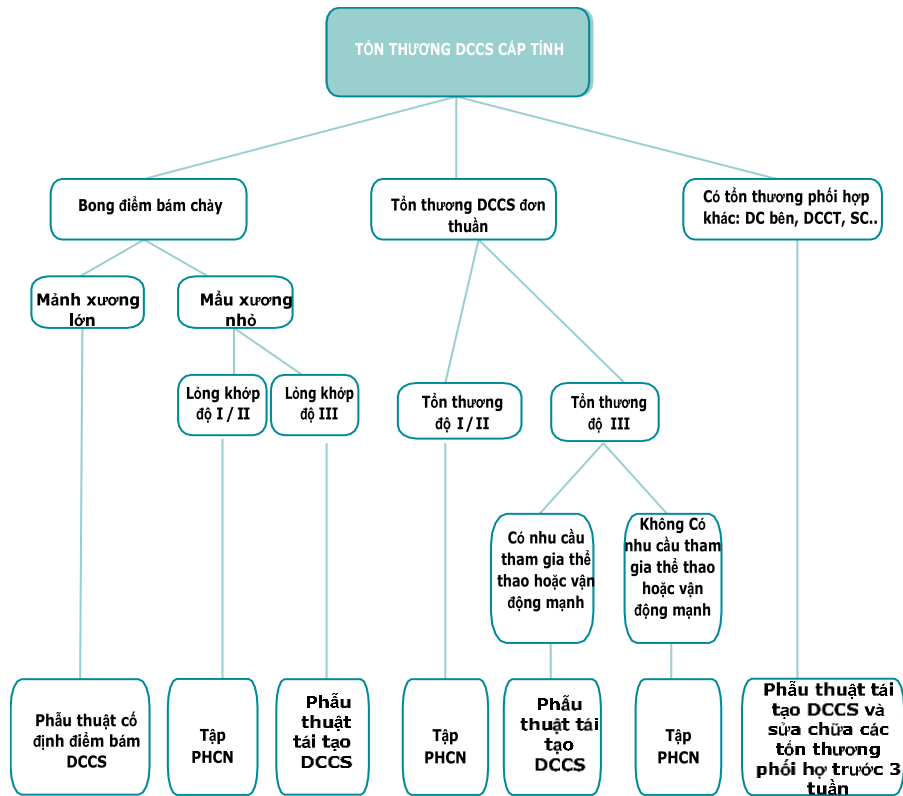 TỔN THƯƠNG DCCS CẤP TÍNH
Bong điểm bám chày
Tổn thương DCCS đơn
thuần
Có tổn thương phối hợp
khác: DC bên, DCCT, SC..
Mảnh xương
lớn
Mẩu xương
nhỏ
Lỏng khớp
độ I / II
Lỏng khớp
độ III
Tổn thương
độ I / II
Tổn thương
độ III
Có nhu cầu
tham gia thể
thao hoặc vận
động mạnh
Không Có
nhu cầu tham
gia thể thao
hoặc vận
động mạnh
Phẫu thuật cố
định điểm bám
DCCS
Tập
PHCN
Phẫu
thuật
tái tạo
DCCS
Tập
PHCN
Phẫu
thuật tái
tạo
DCCS
Tập
PHCN
Phẫu thuật tái
tạo DCCS và
sửa chữa các
tổn thương
phối hợ trước 3
tuần